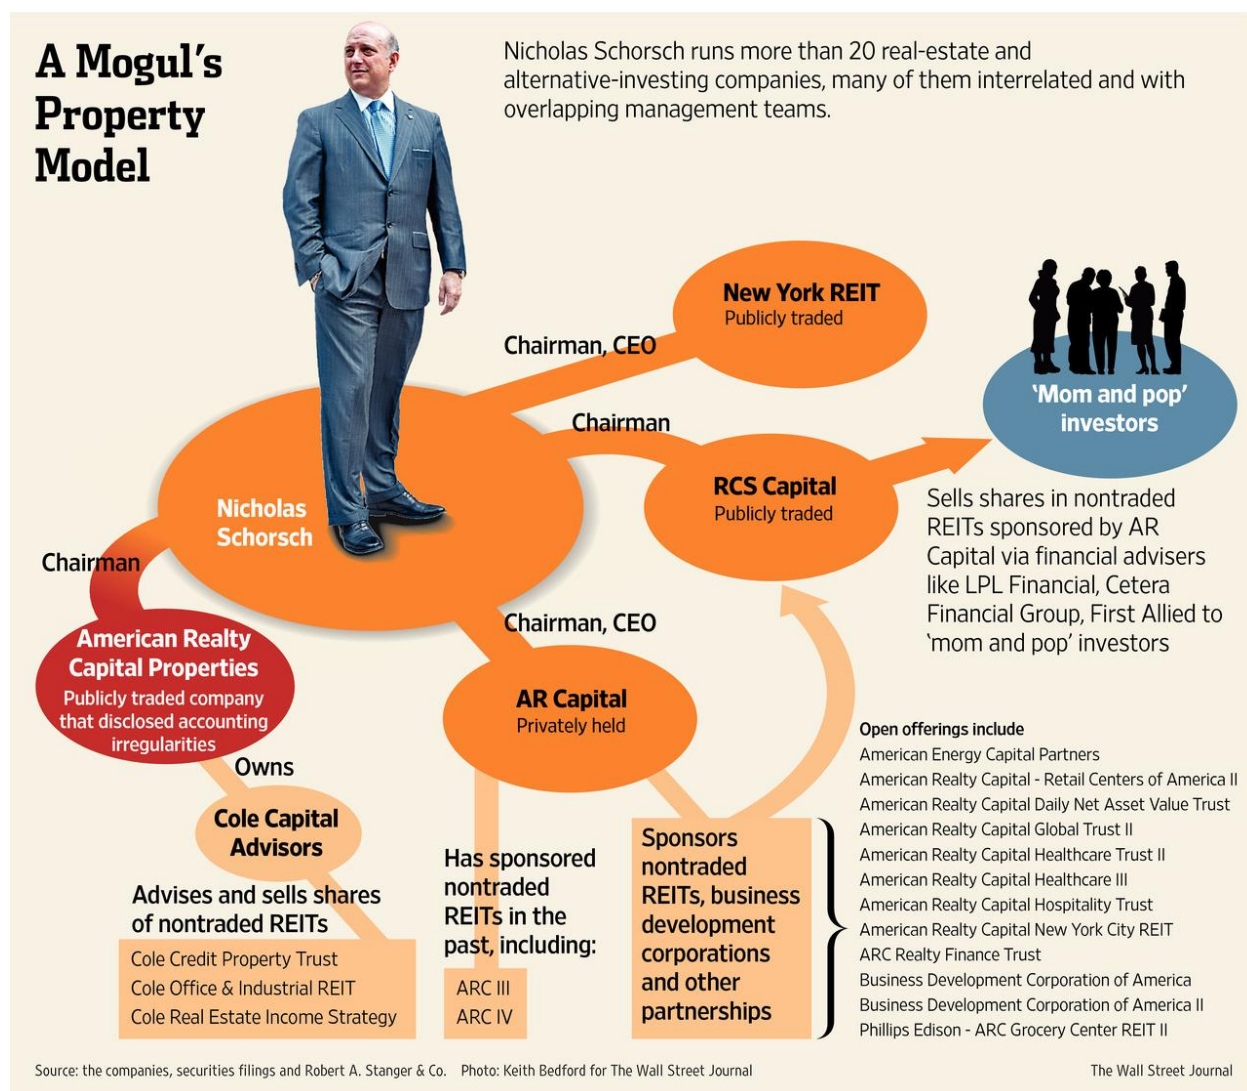 A Mogul's
Property
Model
Nicholas Schorsch runs more than 20 real-estate and
alternative-investing companies, many of them interrelated and with
overlapping management teams.
New York REIT
Publicly traded
Chairman, CEO
'Mom and pop'
investors
Chairman
RCS Capital
Publicly traded
Nicholas
Schorsch
Sells shares in nontraded
REITs sponsored by AR
Capital via financial advisers
like LPL Financial, Cetera
Financial Group, First Allied to
'mom and pop' investors
Chairman
Chairman, CEO
American Realty
Capital Properties
Publicly traded company
that disclosed accounting
irregularities
AR Capital
Privately held
Owns
Cole Capital
Advisors
Advises and sells shares
of nontraded REITs
Cole Credit Property Trust
Cole Office & Industrial REIT
Cole Real Estate Income Strategy
Has sponsored
nontraded
REITs in the
past, including:
ARC III
ARC IV
Sponsors
nontraded
REITs, business
development
corporations
and other
partnerships
Open offerings include
American Energy Capital Partners
American Realty Capital - Retail Centers of America II
American Realty Capital Daily Net Asset Value Trust
American Realty Capital Global Trust II
American Realty Capital Healthcare Trust II
American Realty Capital Healthcare III
American Realty Capital Hospitality Trust
American Realty Capital New York City REIT
ARC Realty Finance Trust
Business Development Corporation of America
Business Development Corporation of America II
Phillips Edison - ARC Grocery Center REIT II
Source: the companies, securities filings and Robert A. Stanger & Co. Photo: Keith Bedford for The Wall Street Journal
The Wall Street Journal